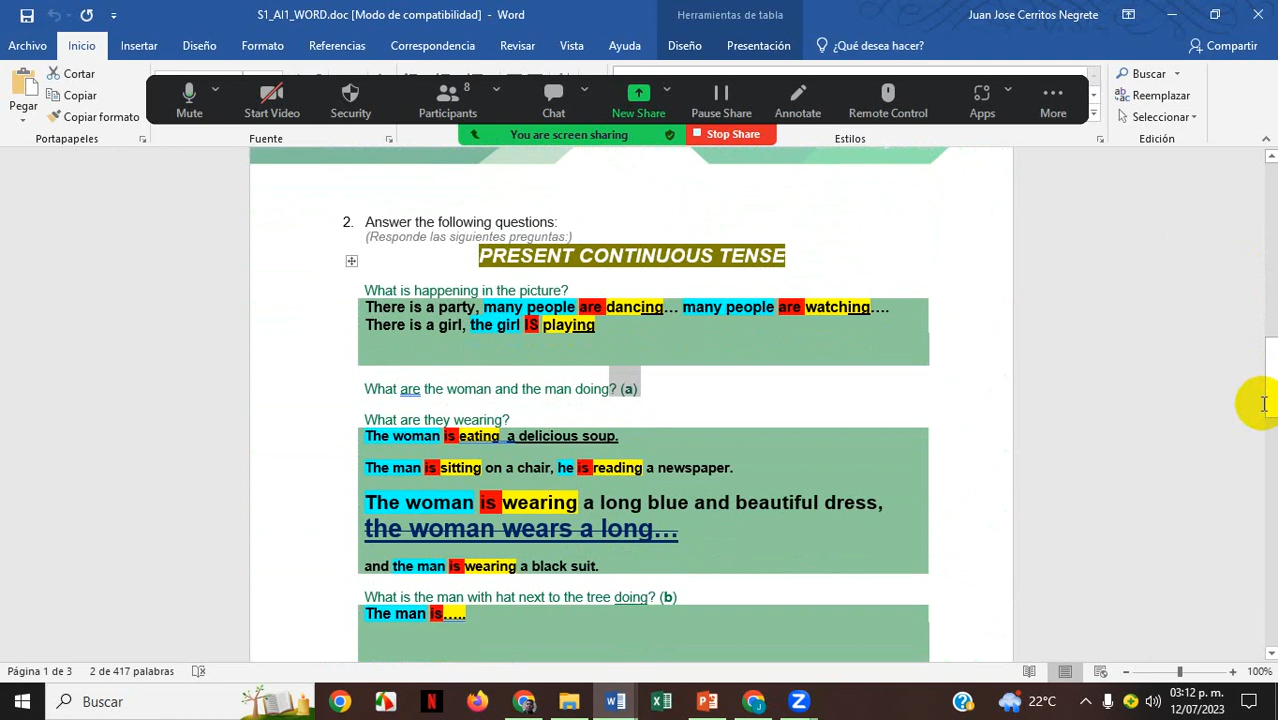 S1_AI1_WORD.doc [Modo de compatibilidad] - Word
Herramientas de tabla
Juan Jose Cerritos Negrete
Archivo Inicio Insertar Diseño Formato Referencias Correspondencia Revisar Vista Ayuda Diseño Presentación ¿Qué desea hacer? Compartir
Pegar
Cortar
Copiar
Copiar formato
Portapapeles
Fuente
Estilos
Edición
Buscar
Reemplazar
Seleccionar
8
Mute Start Video Security Participants Chat New Share Pause Share Annotate Remote Control Apps More
You are screen sharing Stop Share
2. Answer the following questions:
(Responde las siguientes preguntas:)
PRESENT CONTINUOUS TENSE
What is happening in the picture?
There is a party, many people are dancing… many people are watching….
There is a girl, the girl IS playing
What are the woman and the man doing? (a)
What are they wearing?
The woman is eating a delicious soup.
The man is sitting on a chair, he is reading a newspaper.
The woman is wearing a long blue and beautiful dress,
the woman wears a long…
and the man is wearing a black suit.
What is the man with hat next to the tree doing? (b)
The man is…..
Página 1 de 3 2 de 417 palabras 100%
Buscar 22°C 03:12 p. m.
12/07/2023